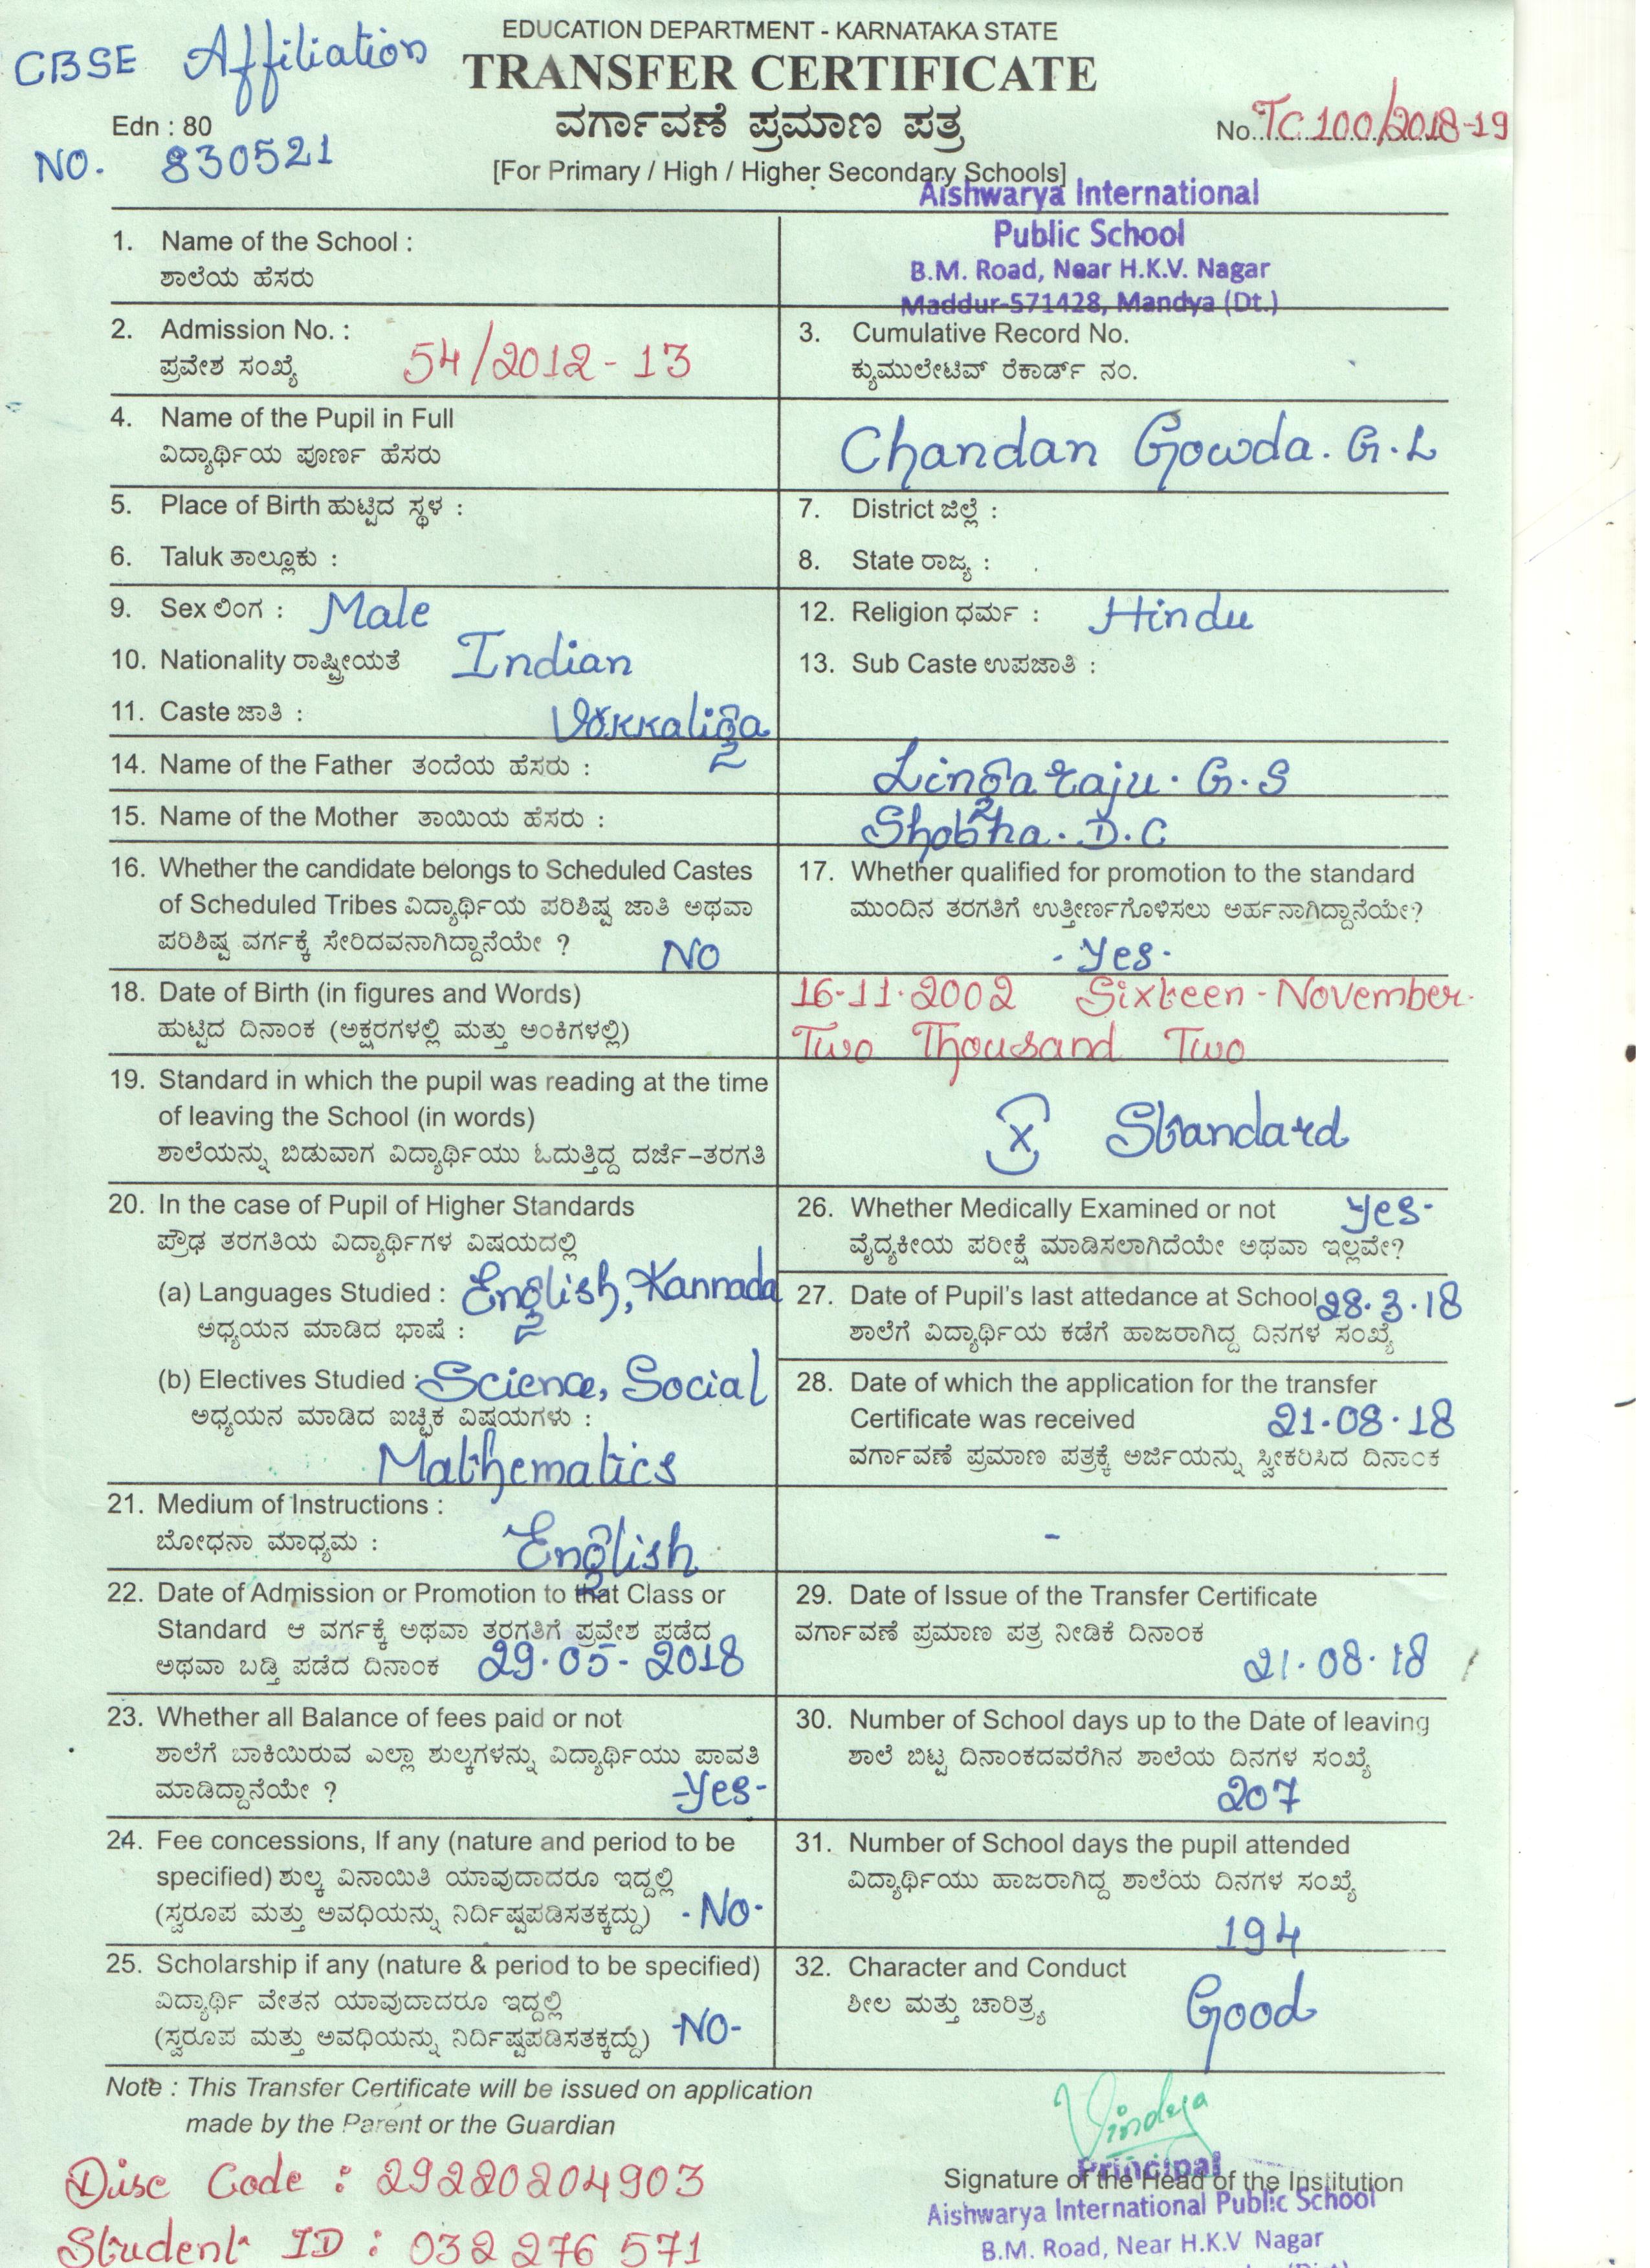 EDUCATION DEPARTMENT - KARNATAKA STATE
CBSE Affiliation
TRANSFER CERTIFICATE
Edn : 80
ವರ್ಗಾವಣೆ ಪ್ರಮಾಣ ಪತ್ರ
No. TC 100/2018-19
NO. 830521
[For Primary / High / Higher Secondary Schools]
Aishwarya International
Public School
B.M. Road, Near H.K.V. Nagar
Maddur-571428, Mandya (Dt.)
1. Name of the School :
ಶಾಲೆಯ ಹೆಸರು
2. Admission No. :
ಪ್ರವೇಶ ಸಂಖ್ಯೆ 54/2012-13
3. Cumulative Record No.
ಕ್ಯುಮುಲೇಟಿವ್ ರೆಕಾರ್ಡ್ ನಂ.
4. Name of the Pupil in Full
ವಿದ್ಯಾರ್ಥಿಯ ಪೂರ್ಣ ಹೆಸರು
Chandan Gowda. G.L
5. Place of Birth ಹುಟ್ಟಿದ ಸ್ಥಳ :
7. District ಜಿಲ್ಲೆ :
6. Taluk ತಾಲ್ಲೂಕು :
8. State ರಾಜ್ಯ :
9. Sex ಲಿಂಗ : Male
12. Religion ಧರ್ಮ : Hindu
10. Nationality ರಾಷ್ಟ್ರೀಯತೆ Indian
13. Sub Caste ಉಪಜಾತಿ :
11. Caste ಜಾತಿ : Vokkaliga
14. Name of the Father ತಂದೆಯ ಹೆಸರು : Lingaraju. G.S
15. Name of the Mother ತಾಯಿಯ ಹೆಸರು : Shobha. D.C
16. Whether the candidate belongs to Scheduled Castes
of Scheduled Tribes ವಿದ್ಯಾರ್ಥಿಯ ಪರಿಶಿಷ್ಟ ಜಾತಿ ಅಥವಾ
ಪರಿಶಿಷ್ಟ ವರ್ಗಕ್ಕೆ ಸೇರಿದವನಾಗಿದ್ದಾನೆಯೇ ? NO
17. Whether qualified for promotion to the standard
ಮುಂದಿನ ತರಗತಿಗೆ ಉತ್ತೀರ್ಣಗೊಳಿಸಲು ಅರ್ಹನಾಗಿದ್ದಾನೆಯೇ?
- Yes -
18. Date of Birth (in figures and Words)
ಹುಟ್ಟಿದ ದಿನಾಂಕ (ಅಕ್ಷರಗಳಲ್ಲಿ ಮತ್ತು ಅಂಕಿಗಳಲ್ಲಿ)
16-11-2002 Sixteen - November -
Two Thousand Two
19. Standard in which the pupil was reading at the time
of leaving the School (in words)
ಶಾಲೆಯನ್ನು ಬಿಡುವಾಗ ವಿದ್ಯಾರ್ಥಿಯು ಓದುತ್ತಿದ್ದ ದರ್ಜೆ-ತರಗತಿ
X Standard
20. In the case of Pupil of Higher Standards
ಪ್ರೌಢ ತರಗತಿಯ ವಿದ್ಯಾರ್ಥಿಗಳ ವಿಷಯದಲ್ಲಿ
(a) Languages Studied : English, Kannada
ಅಧ್ಯಯನ ಮಾಡಿದ ಭಾಷೆ :
(b) Electives Studied : Science, Social
ಅಧ್ಯಯನ ಮಾಡಿದ ಐಚ್ಛಿಕ ವಿಷಯಗಳು :
Mathematics
26. Whether Medically Examined or not Yes-
ವೈದ್ಯಕೀಯ ಪರೀಕ್ಷೆ ಮಾಡಿಸಲಾಗಿದೆಯೇ ಅಥವಾ ಇಲ್ಲವೇ?
27. Date of Pupil's last attedance at School 28.3.18
ಶಾಲೆಗೆ ವಿದ್ಯಾರ್ಥಿಯ ಕಡೆಗೆ ಹಾಜರಾಗಿದ್ದ ದಿನಗಳ ಸಂಖ್ಯೆ
28. Date of which the application for the transfer
Certificate was received 21.08.18
ವರ್ಗಾವಣೆ ಪ್ರಮಾಣ ಪತ್ರಕ್ಕೆ ಅರ್ಜಿಯನ್ನು ಸ್ವೀಕರಿಸಿದ ದಿನಾಂಕ
21. Medium of Instructions :
ಬೋಧನಾ ಮಾಧ್ಯಮ : English
-
22. Date of Admission or Promotion to that Class or
Standard ಆ ವರ್ಗಕ್ಕೆ ಅಥವಾ ತರಗತಿಗೆ ಪ್ರವೇಶ ಪಡೆದ
ಅಥವಾ ಬಡ್ತಿ ಪಡೆದ ದಿನಾಂಕ 29.05-2018
29. Date of Issue of the Transfer Certificate
ವರ್ಗಾವಣೆ ಪ್ರಮಾಣ ಪತ್ರ ನೀಡಿಕೆ ದಿನಾಂಕ
21.08.18
23. Whether all Balance of fees paid or not
ಶಾಲೆಗೆ ಬಾಕಿಯಿರುವ ಎಲ್ಲಾ ಶುಲ್ಕಗಳನ್ನು ವಿದ್ಯಾರ್ಥಿಯು ಪಾವತಿ
ಮಾಡಿದ್ದಾನೆಯೇ ? -Yes-
30. Number of School days up to the Date of leaving
ಶಾಲೆ ಬಿಟ್ಟ ದಿನಾಂಕದವರೆಗಿನ ಶಾಲೆಯ ದಿನಗಳ ಸಂಖ್ಯೆ
207
24. Fee concessions, If any (nature and period to be
specified) ಶುಲ್ಕ ವಿನಾಯಿತಿ ಯಾವುದಾದರೂ ಇದ್ದಲ್ಲಿ
(ಸ್ವರೂಪ ಮತ್ತು ಅವಧಿಯನ್ನು ನಿರ್ದಿಷ್ಟಪಡಿಸತಕ್ಕದ್ದು) - No -
31. Number of School days the pupil attended
ವಿದ್ಯಾರ್ಥಿಯು ಹಾಜರಾಗಿದ್ದ ಶಾಲೆಯ ದಿನಗಳ ಸಂಖ್ಯೆ
194
25. Scholarship if any (nature & period to be specified)
ವಿದ್ಯಾರ್ಥಿ ವೇತನ ಯಾವುದಾದರೂ ಇದ್ದಲ್ಲಿ
(ಸ್ವರೂಪ ಮತ್ತು ಅವಧಿಯನ್ನು ನಿರ್ದಿಷ್ಟಪಡಿಸತಕ್ಕದ್ದು) -NO-
32. Character and Conduct
ಶೀಲ ಮತ್ತು ಚಾರಿತ್ರ್ಯ Good
Note : This Transfer Certificate will be issued on application
made by the Parent or the Guardian
Vindya
Principal
Signature of the Head of the Institution
Aishwarya International Public School
B.M. Road, Near H.K.V Nagar
Disc Code : 29220204903
Student ID : 032276571